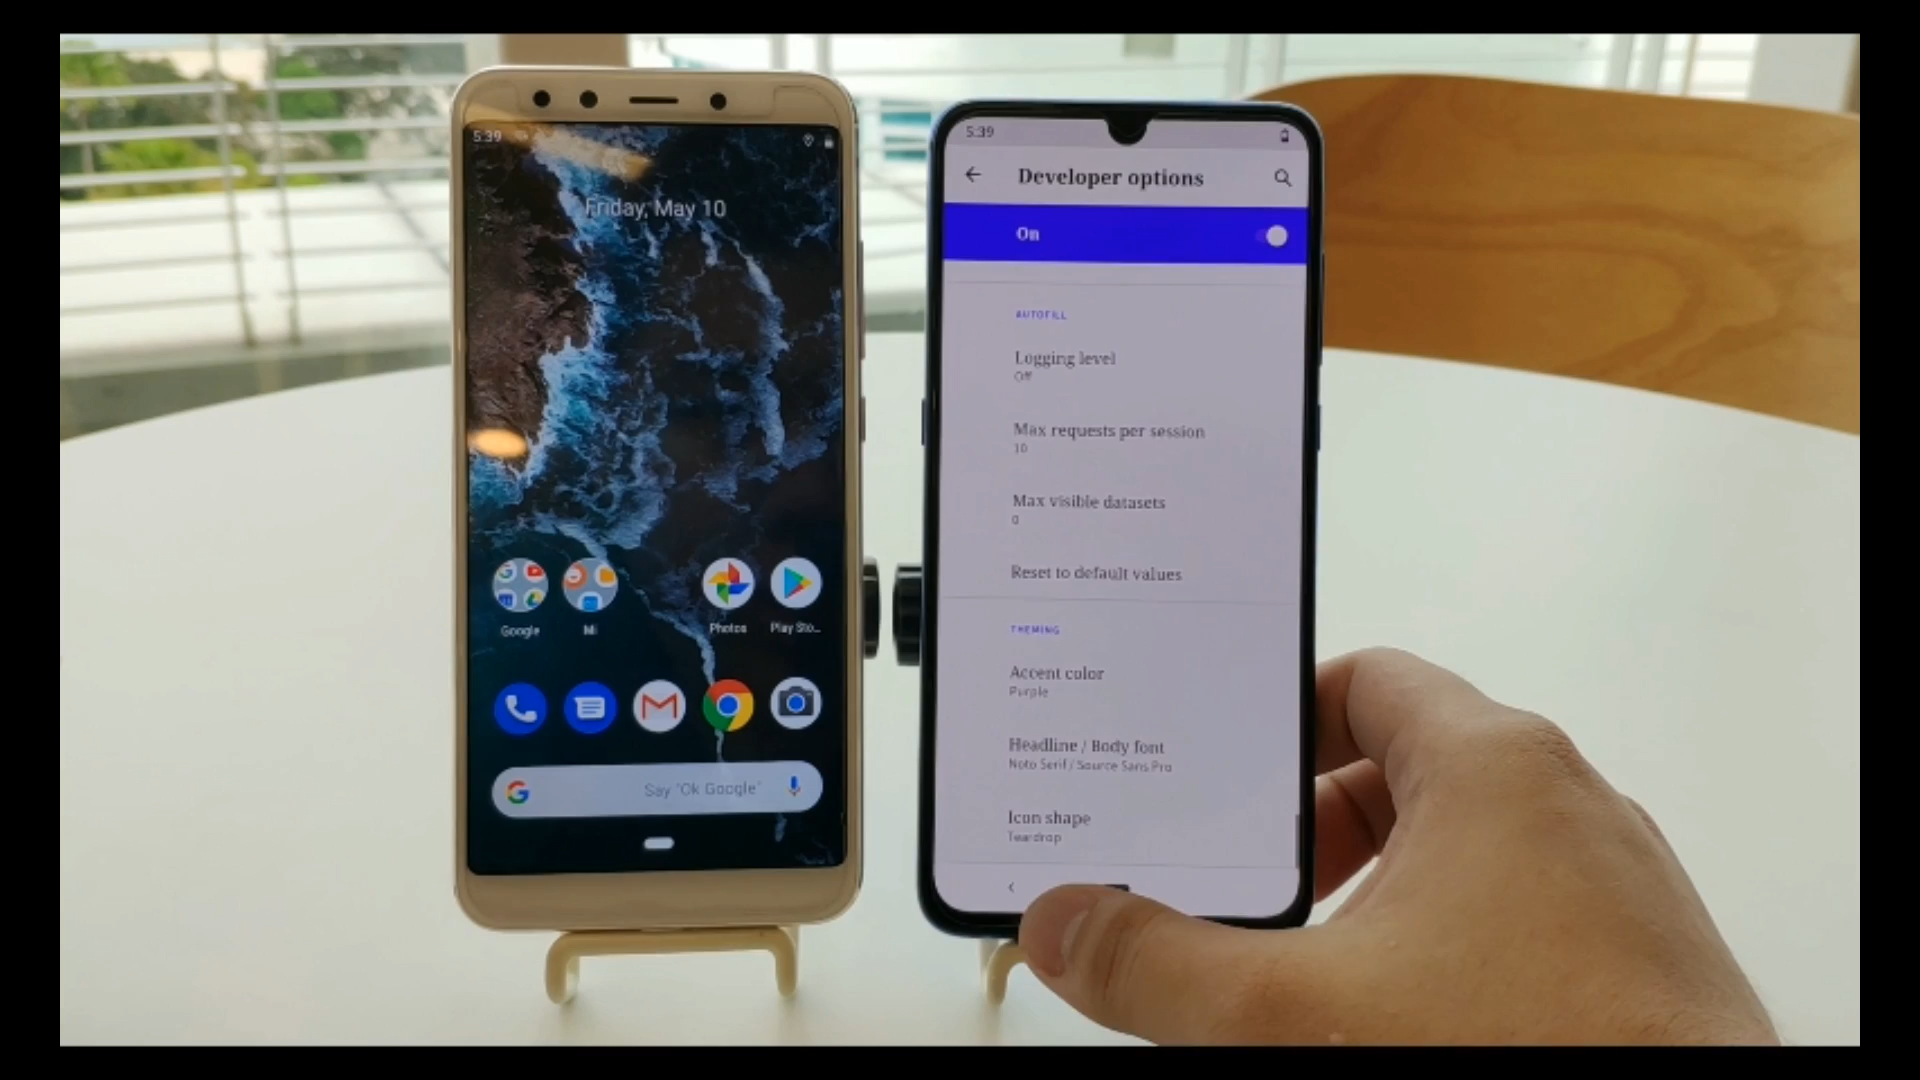 5:39
Friday, May 10
Google
Mi
Photos
Play Sto...
Say "Ok Google"
5:39
Developer options
On
AUTOFILL
Logging level
Off
Max requests per session
10
Max visible datasets
0
Reset to default values
THEMING
Accent color
Purple
Headline / Body font
Noto Serif / Source Sans Pro
Icon shape
Teardrop